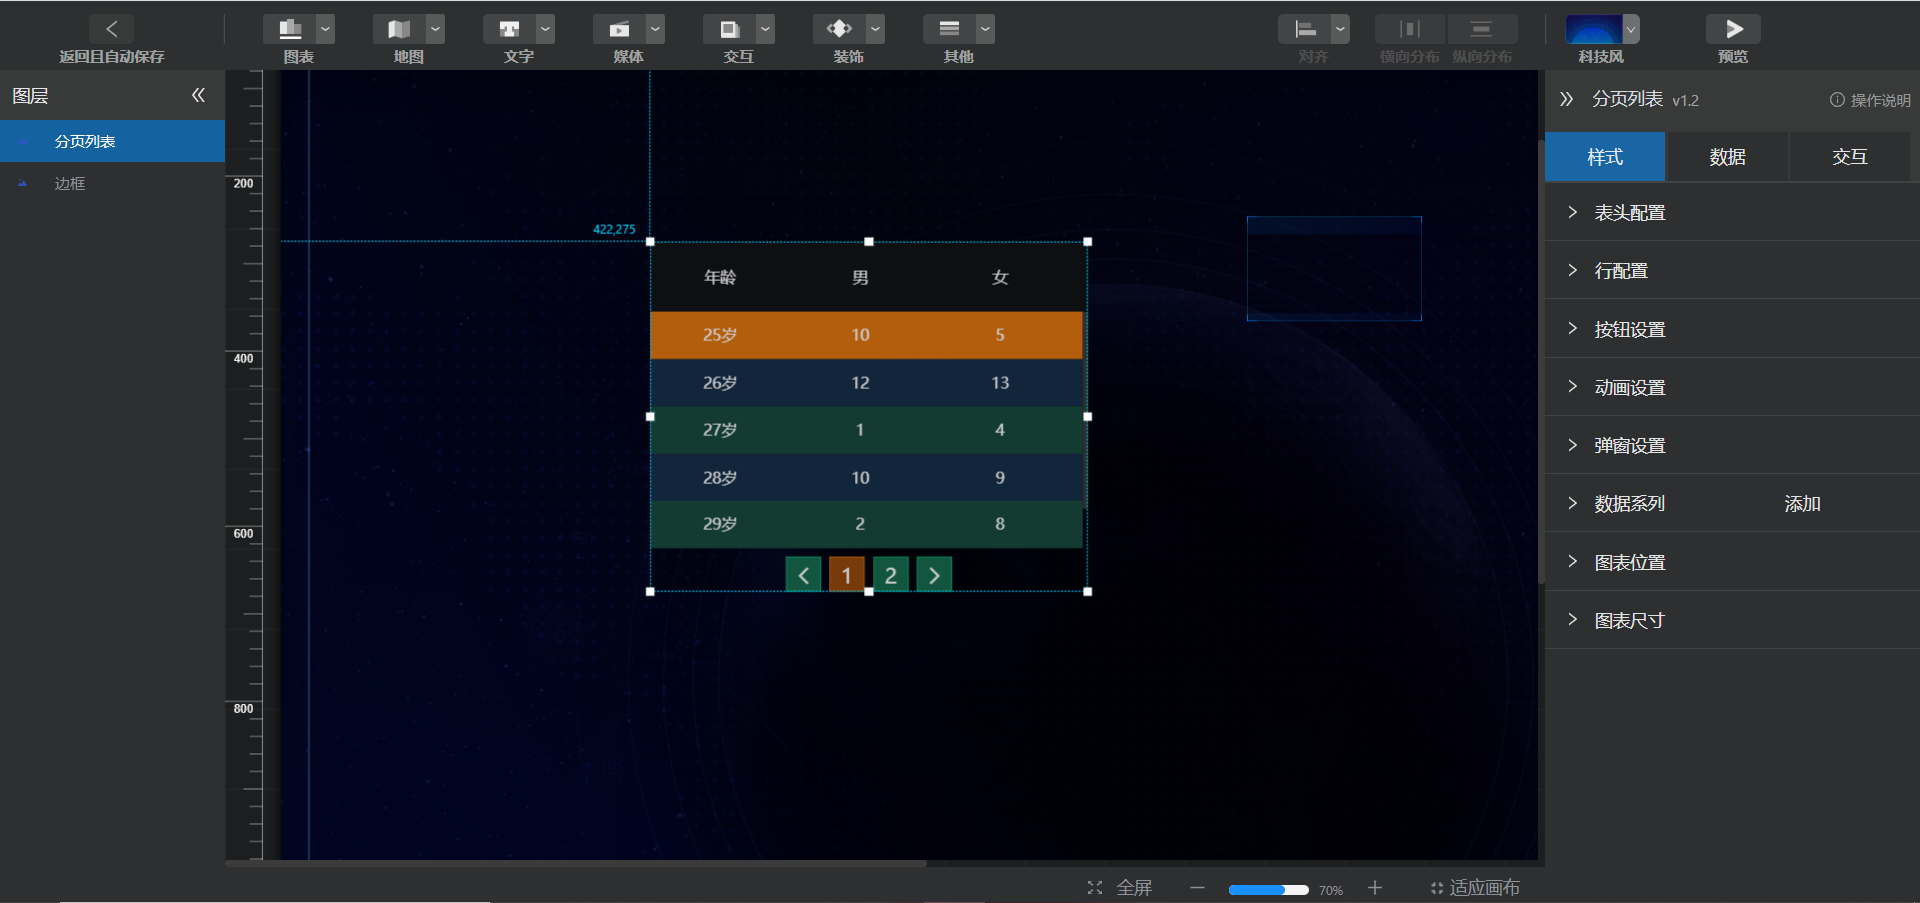 返回且自动保存
图表
地图
文字
媒体
交互
装饰
其他
对齐
横向分布
纵向分布
科技风
预览
图层
分页列表
边框
200
400
600
800
422,275
年龄 男 女
25岁 10 5
26岁 12 13
27岁 1 4
28岁 10 9
29岁 2 8
1 2
分页列表 v1.2
操作说明
样式 数据 交互
表头配置
行配置
按钮设置
动画设置
弹窗设置
数据系列 添加
图表位置
图表尺寸
全屏
70%
适应画布